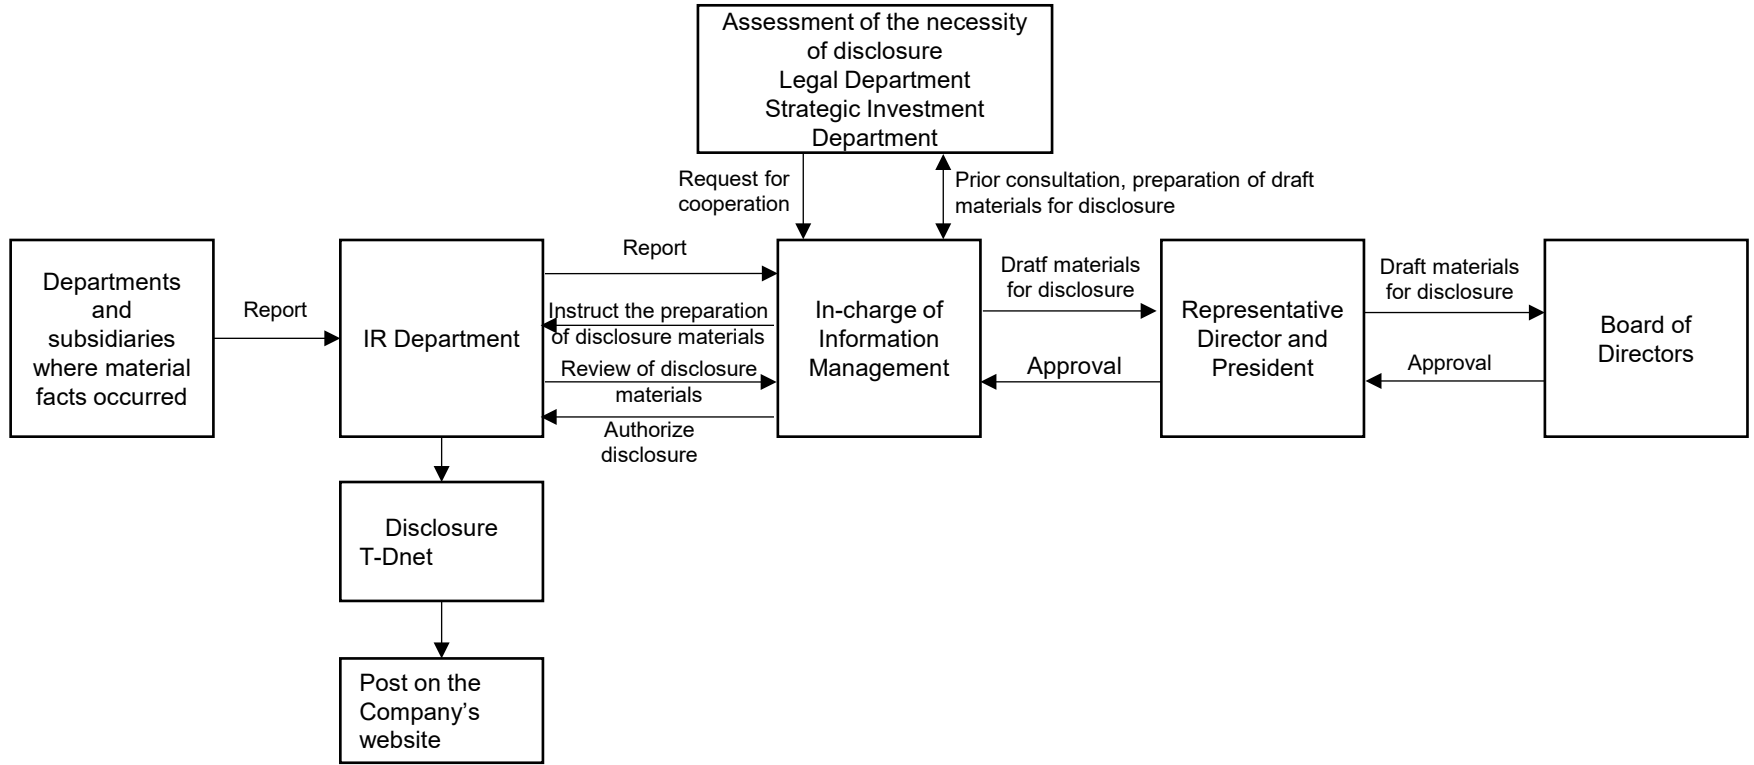 Assessment of the necessity
of disclosure
Legal Department
Strategic Investment
Department
Request for
cooperation
Prior consultation, preparation of draft
materials for disclosure
Departments
and
subsidiaries
where material
facts occurred
Report
IR Department
Report
Instruct the preparation
of disclosure materials
Review of disclosure
materials
Authorize
disclosure
In-charge of
Information
Management
Dratf materials
for disclosure
Approval
Representative
Director and
President
Draft materials
for disclosure
Approval
Board of
Directors
Disclosure
T-Dnet
Post on the
Company’s
website